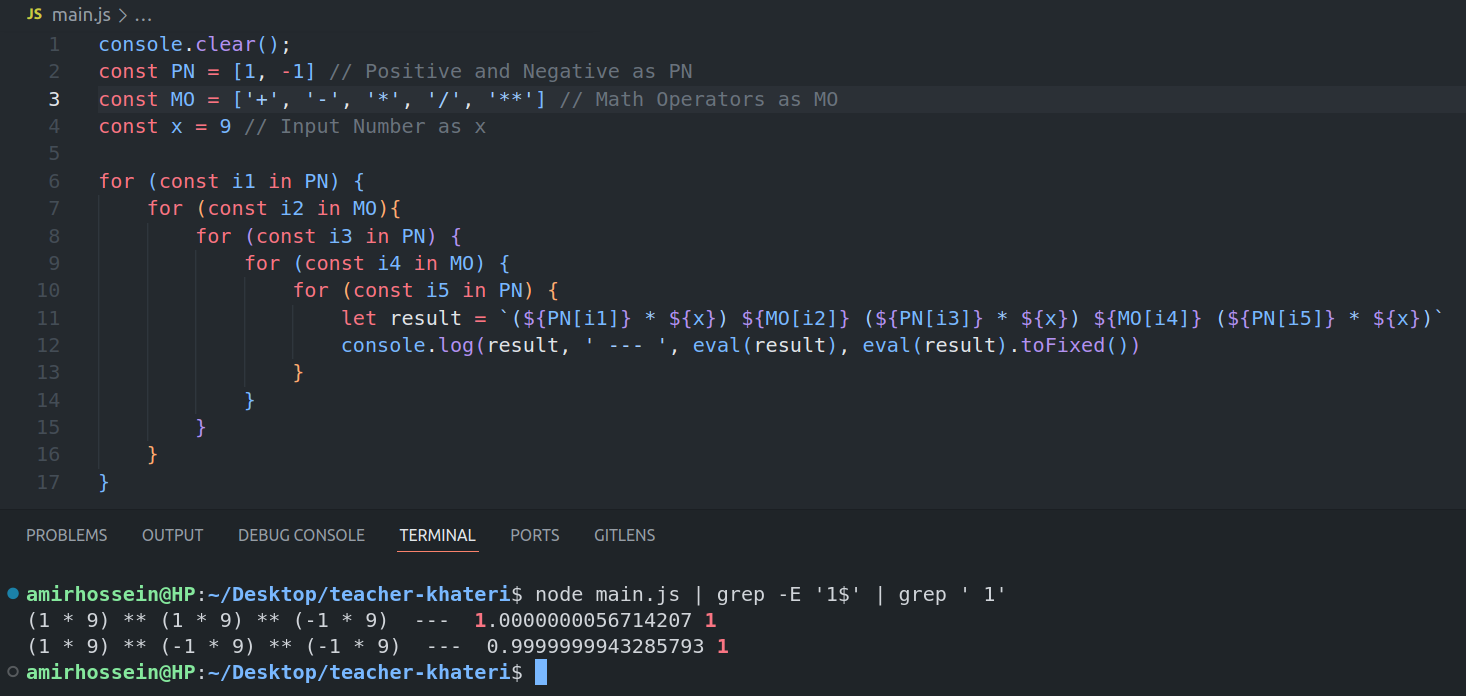 JS main.js > ...
1 console.clear();
2 const PN = [1, -1] // Positive and Negative as PN
3 const MO = ['+', '-', '*', '/', '**'] // Math Operators as MO
4 const x = 9 // Input Number as x
5
6 for (const i1 in PN) {
7     for (const i2 in MO){
8         for (const i3 in PN) {
9             for (const i4 in MO) {
10                 for (const i5 in PN) {
11                     let result = `(${PN[i1]} * ${x}) ${MO[i2]} (${PN[i3]} * ${x}) ${MO[i4]} (${PN[i5]} * ${x})`
12                     console.log(result, ' --- ', eval(result), eval(result).toFixed())
13                 }
14             }
15         }
16     }
17 }
PROBLEMS OUTPUT DEBUG CONSOLE TERMINAL PORTS GITLENS
amirhossein@HP:~/Desktop/teacher-khateri$ node main.js | grep -E '1$' | grep ' 1'
(1 * 9) ** (1 * 9) ** (-1 * 9)  ---  1.0000000056714207 1
(1 * 9) ** (-1 * 9) ** (-1 * 9)  ---  0.9999999943285793 1
amirhossein@HP:~/Desktop/teacher-khateri$